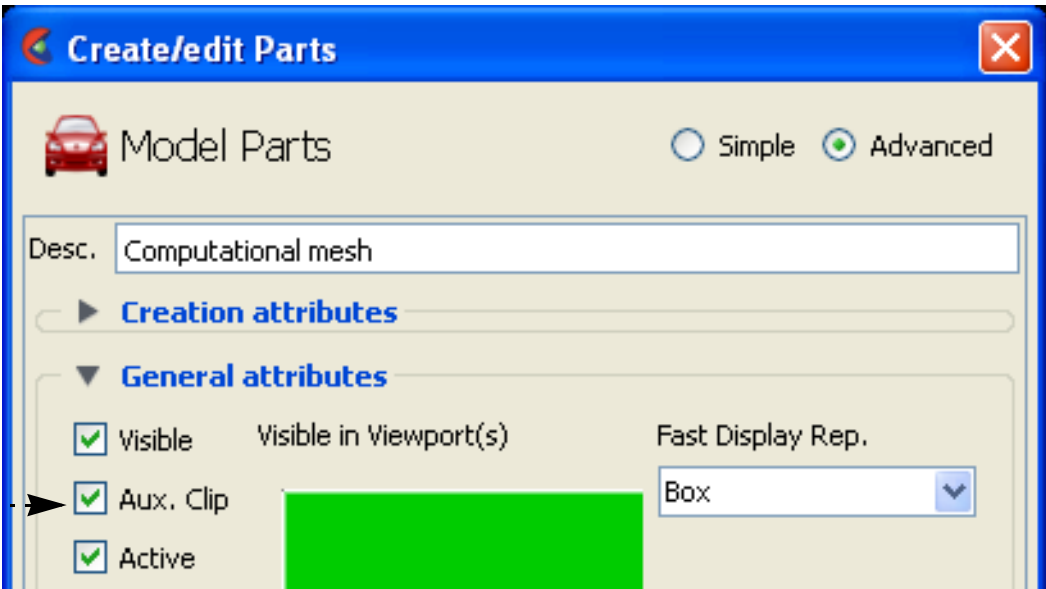 Create/edit Parts
Model Parts
Simple Advanced
Desc. Computational mesh
Creation attributes
General attributes
Visible Visible in Viewport(s) Fast Display Rep.
Aux. Clip Box
Active